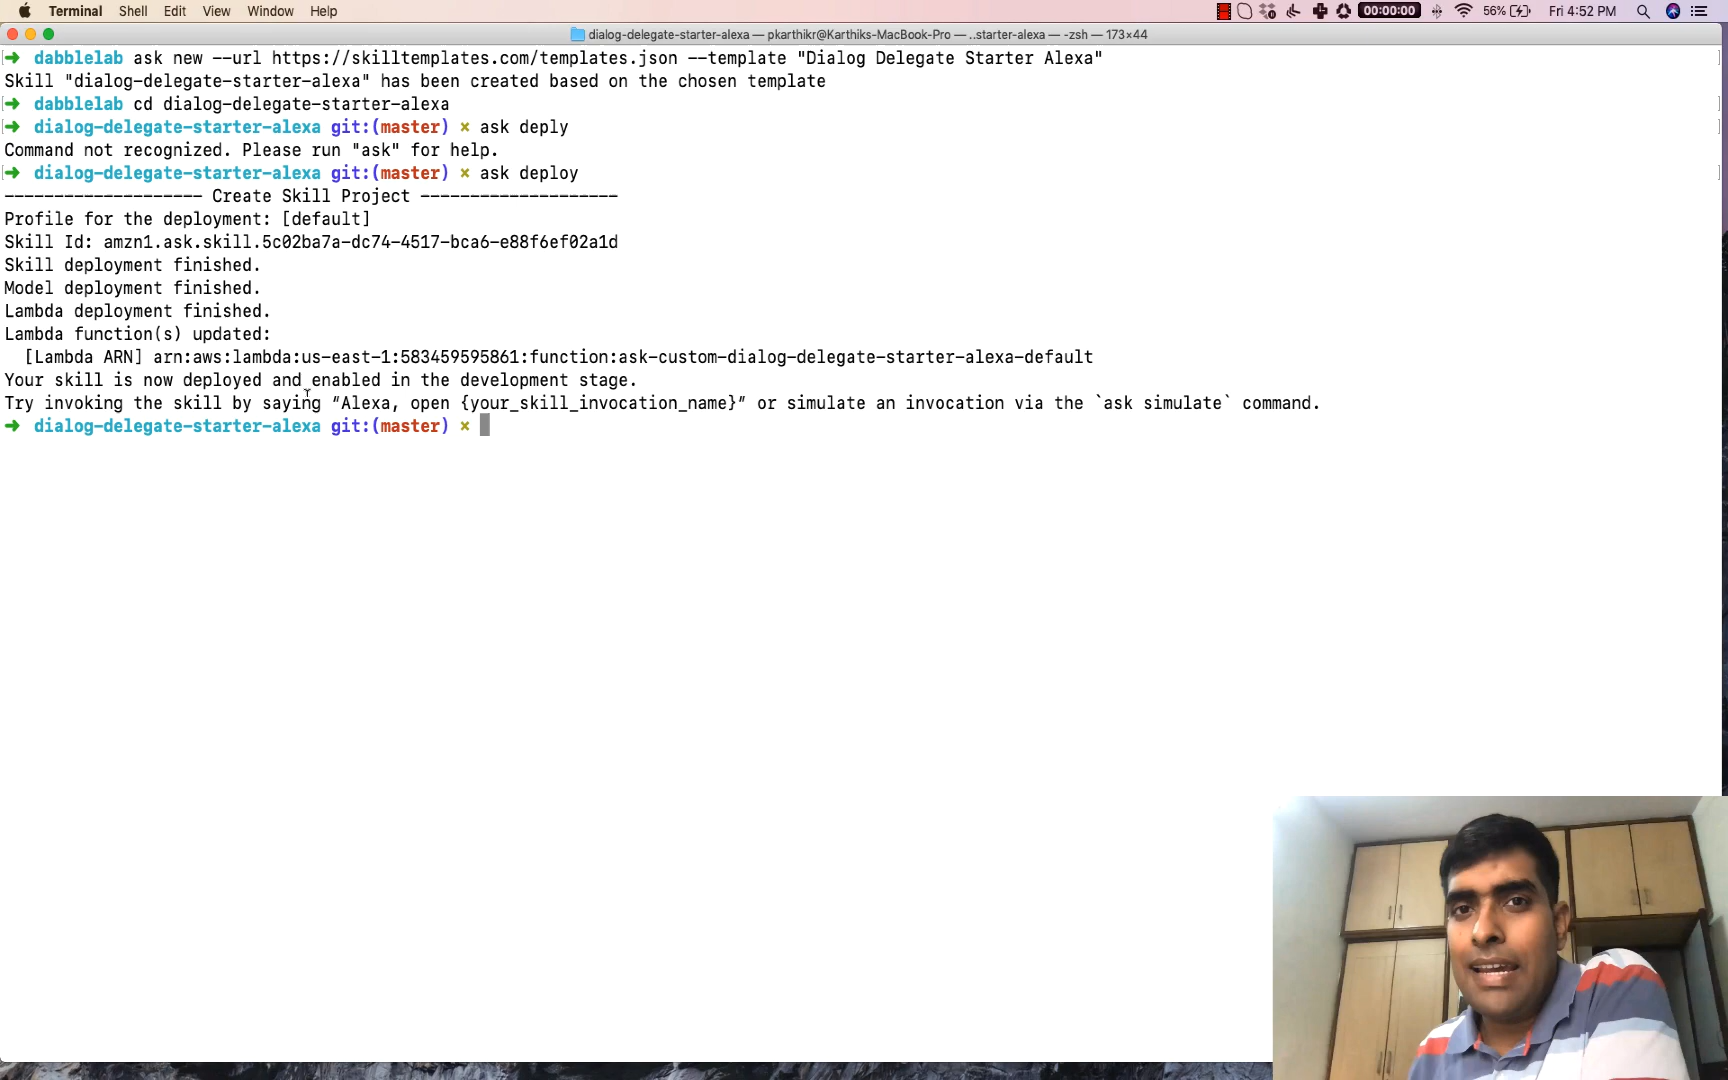 Terminal Shell Edit View Window Help 00:00:00 56% Fri 4:52 PM
dialog-delegate-starter-alexa — pkarthikr@Karthiks-MacBook-Pro — ..starter-alexa — -zsh — 173×44
➜ dabblelab ask new --url https://skilltemplates.com/templates.json --template "Dialog Delegate Starter Alexa"
Skill "dialog-delegate-starter-alexa" has been created based on the chosen template
➜ dabblelab cd dialog-delegate-starter-alexa
➜ dialog-delegate-starter-alexa git:(master) × ask deply
Command not recognized. Please run "ask" for help.
➜ dialog-delegate-starter-alexa git:(master) × ask deploy
-------------------- Create Skill Project --------------------
Profile for the deployment: [default]
Skill Id: amzn1.ask.skill.5c02ba7a-dc74-4517-bca6-e88f6ef02a1d
Skill deployment finished.
Model deployment finished.
Lambda deployment finished.
Lambda function(s) updated:
[Lambda ARN] arn:aws:lambda:us-east-1:583459595861:function:ask-custom-dialog-delegate-starter-alexa-default
Your skill is now deployed and enabled in the development stage.
Try invoking the skill by saying “Alexa, open {your_skill_invocation_name}” or simulate an invocation via the `ask simulate` command.
➜ dialog-delegate-starter-alexa git:(master) ×